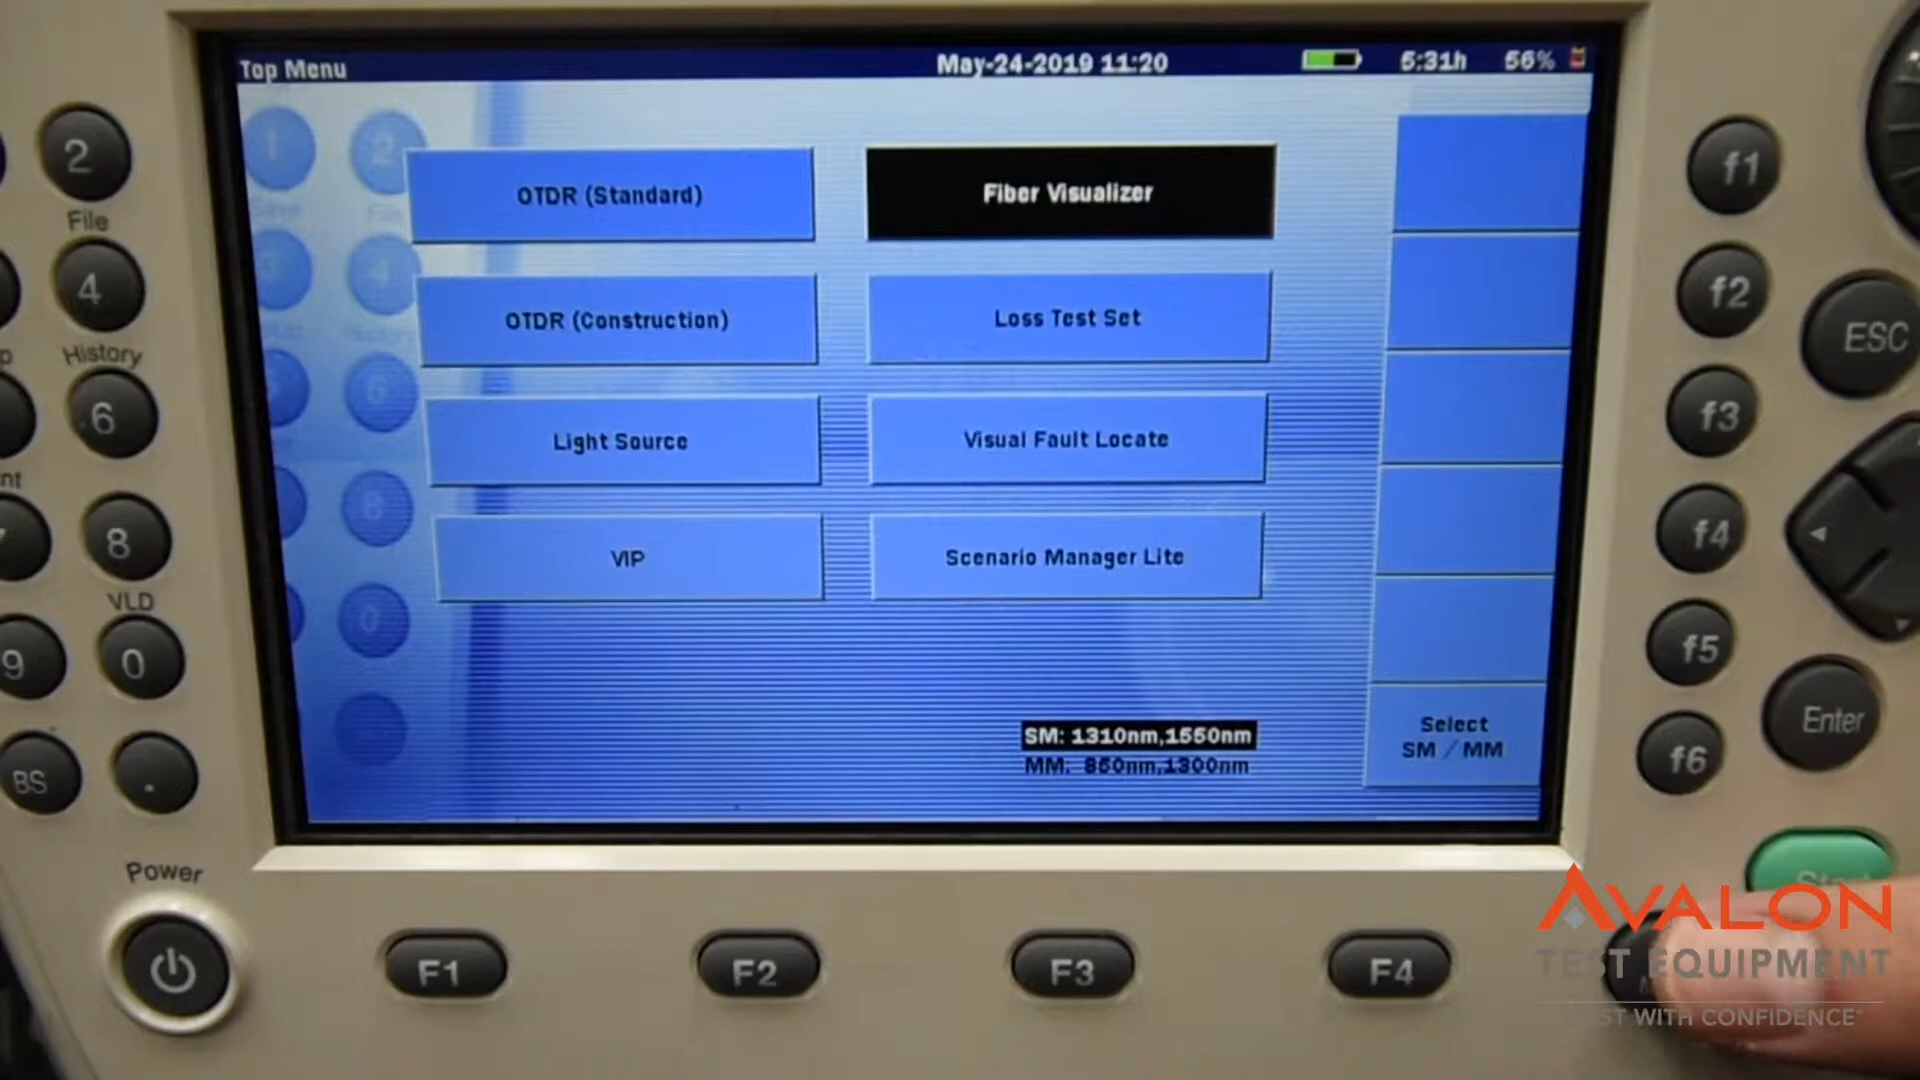 Top Menu
May-24-2019 11:20
5:31h
56%
OTDR (Standard)
Fiber Visualizer
OTDR (Construction)
Loss Test Set
Light Source
Visual Fault Locate
VIP
Scenario Manager Lite
SM: 1310nm,1550nm
MM: 850nm,1300nm
Select
SM / MM
2
File
4
History
6
8
VLD
9
0
BS
.
Power
F1
F2
F3
F4
f1
f2
f3
f4
f5
f6
ESC
Enter
Start
AVALON
TEST EQUIPMENT
TEST WITH CONFIDENCE